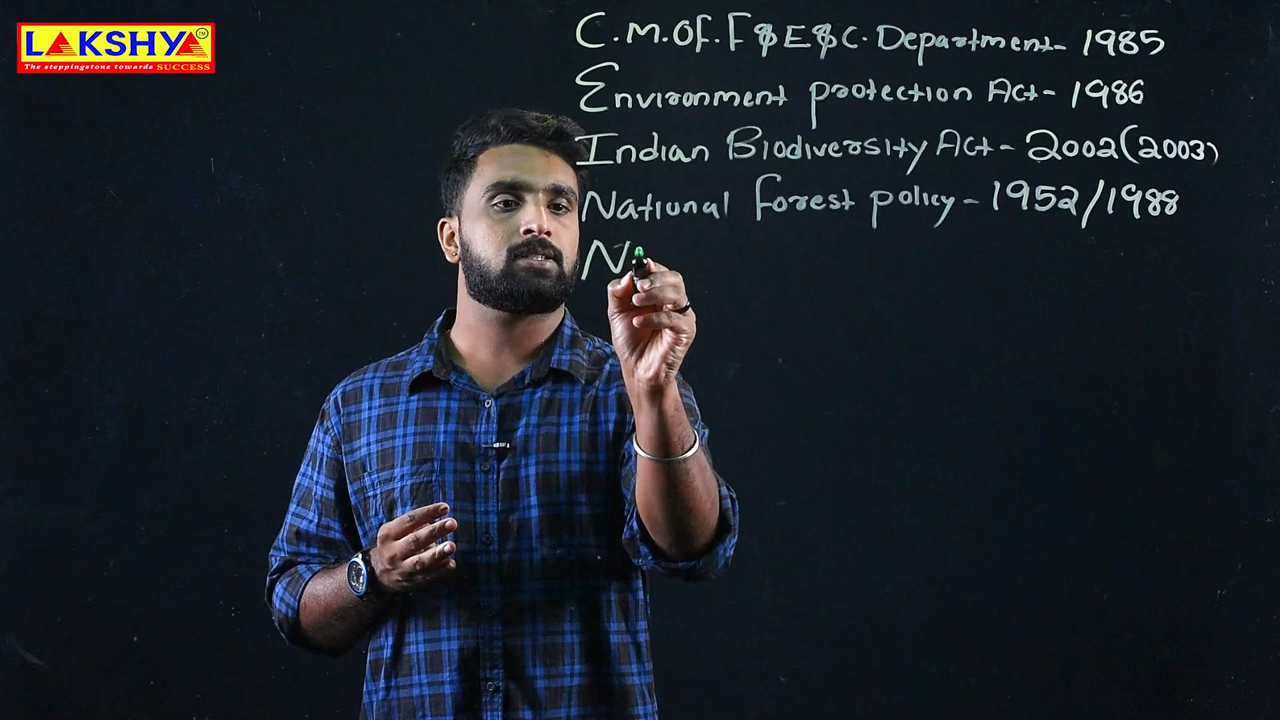 LAKSHYA TM
The steppingstone towards SUCCESS
C.M.Of.F&E&C.Department- 1985
Environment protection Act- 1986
Indian Biodiversity Act- 2002(2003)
National forest policy- 1952/1988
N